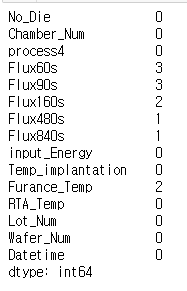 No_Die 0
Chamber_Num 0
process4 0
Flux60s 3
Flux90s 3
Flux160s 2
Flux480s 1
Flux840s 1
input_Energy 0
Temp_implantation 0
Furance_Temp 2
RTA_Temp 0
Lot_Num 0
Wafer_Num 0
Datetime 0
dtype: int64